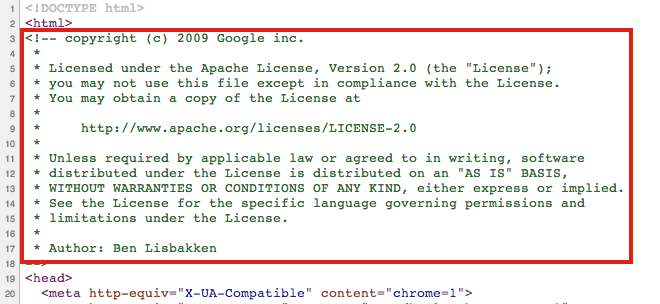 1 <!DOCTYPE html>
2 <html>
3 <!-- copyright (c) 2009 Google inc.
4 *
5 * Licensed under the Apache License, Version 2.0 (the "License");
6 * you may not use this file except in compliance with the License.
7 * You may obtain a copy of the License at
8 *
9 *     http://www.apache.org/licenses/LICENSE-2.0
10 *
11 * Unless required by applicable law or agreed to in writing, software
12 * distributed under the License is distributed on an "AS IS" BASIS,
13 * WITHOUT WARRANTIES OR CONDITIONS OF ANY KIND, either express or implied.
14 * See the License for the specific language governing permissions and
15 * limitations under the License.
16 *
17 * Author: Ben Lisbakken
18 -->
19 <head>
20   <meta http-equiv="X-UA-Compatible" content="chrome=1">